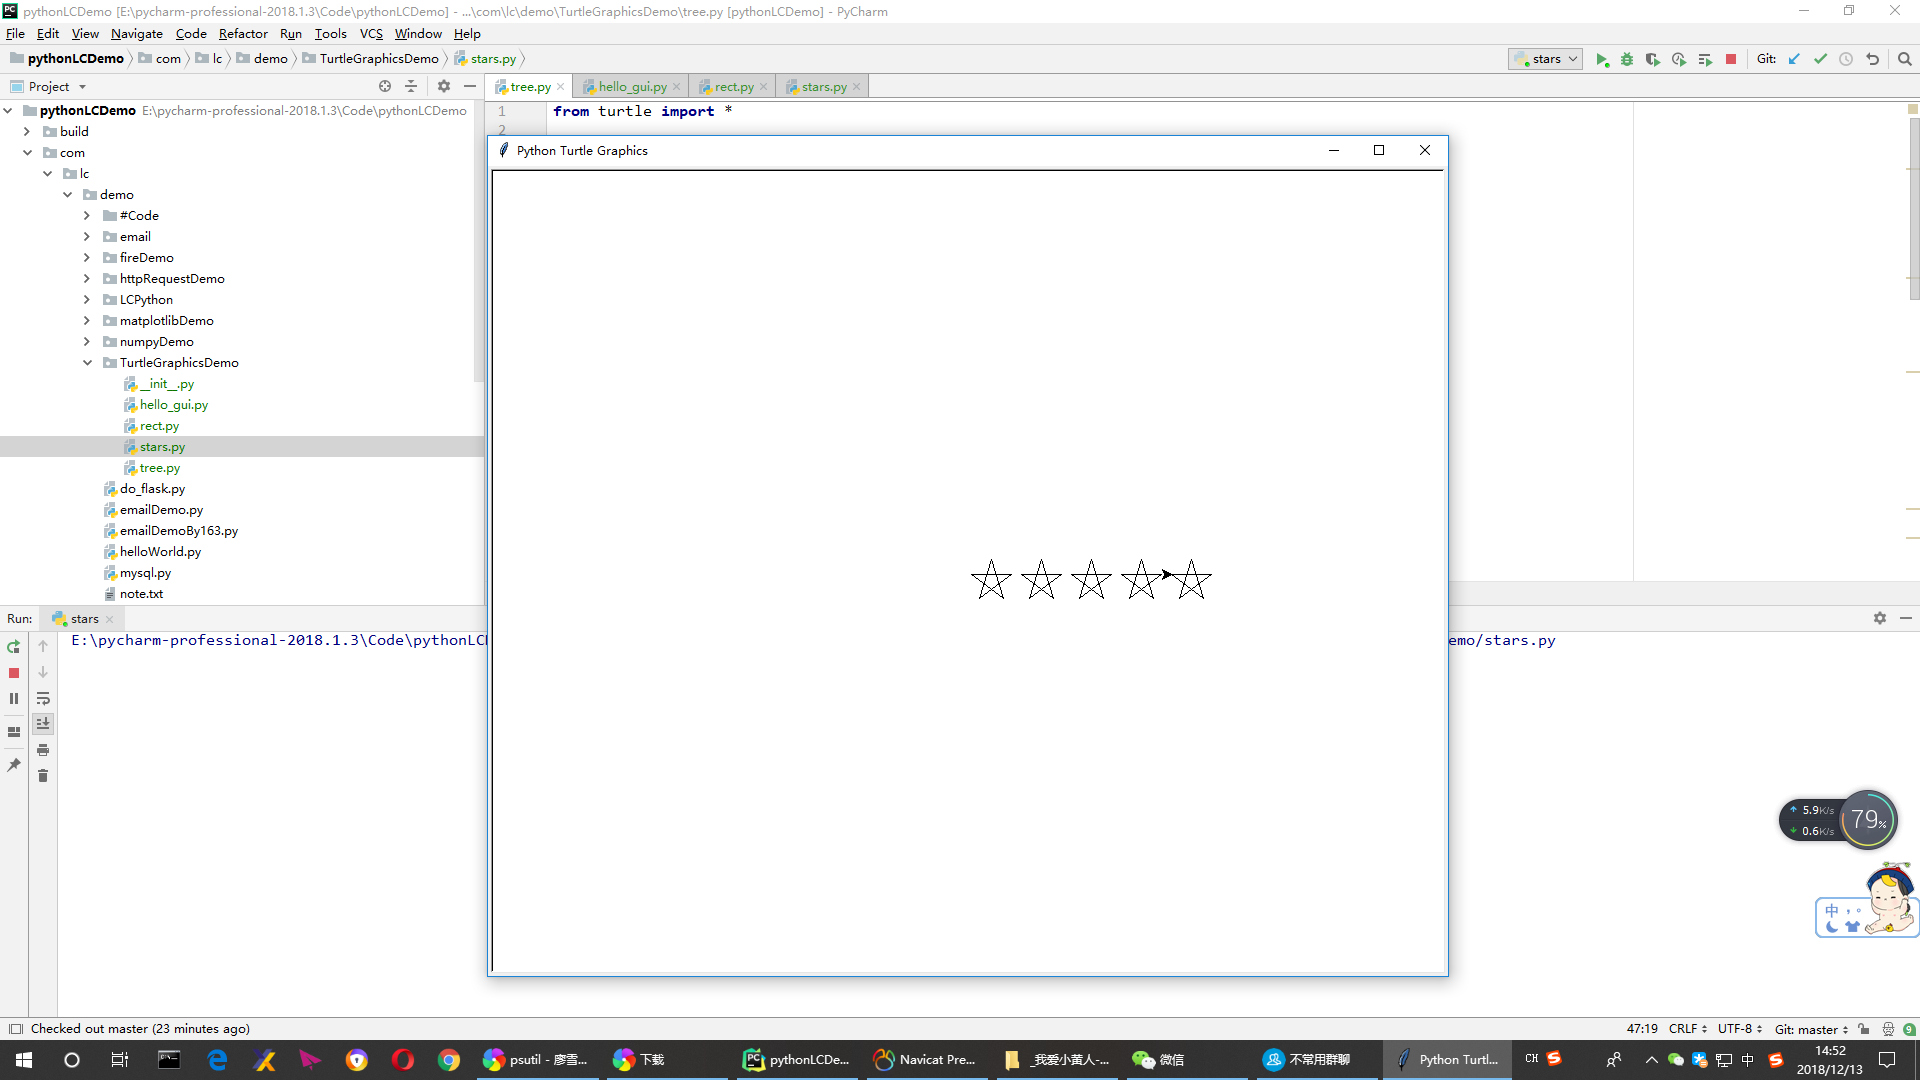 pythonLCDemo [E:\pycharm-professional-2018.1.3\Code\pythonLCDemo] - ...\com\lc\demo\TurtleGraphicsDemo\tree.py [pythonLCDemo] - PyCharm
File Edit View Navigate Code Refactor Run Tools VCS Window Help
pythonLCDemo com lc demo TurtleGraphicsDemo stars.py stars Git:
Project tree.py hello_gui.py rect.py stars.py
pythonLCDemo E:\pycharm-professional-2018.1.3\Code\pythonLCDemo
1 from turtle import *
2
build
com
lc
demo
#Code
email
fireDemo
httpRequestDemo
LCPython
matplotlibDemo
numpyDemo
TurtleGraphicsDemo
__init__.py
hello_gui.py
rect.py
stars.py
tree.py
do_flask.py
emailDemo.py
emailDemoBy163.py
helloWorld.py
mysql.py
note.txt
Python Turtle Graphics
Run: stars
E:\pycharm-professional-2018.1.3\Code\pythonLC
emo/stars.py
5.9K/s
0.6K/s
79%
中
Checked out master (23 minutes ago) 47:19 CRLF UTF-8 Git: master 9
psutil - 廖雪... 下载 pythonLCDe... Navicat Pre... _我爱小黄人-... 微信 不常用群聊 Python Turtl... CH 中 14:52
2018/12/13